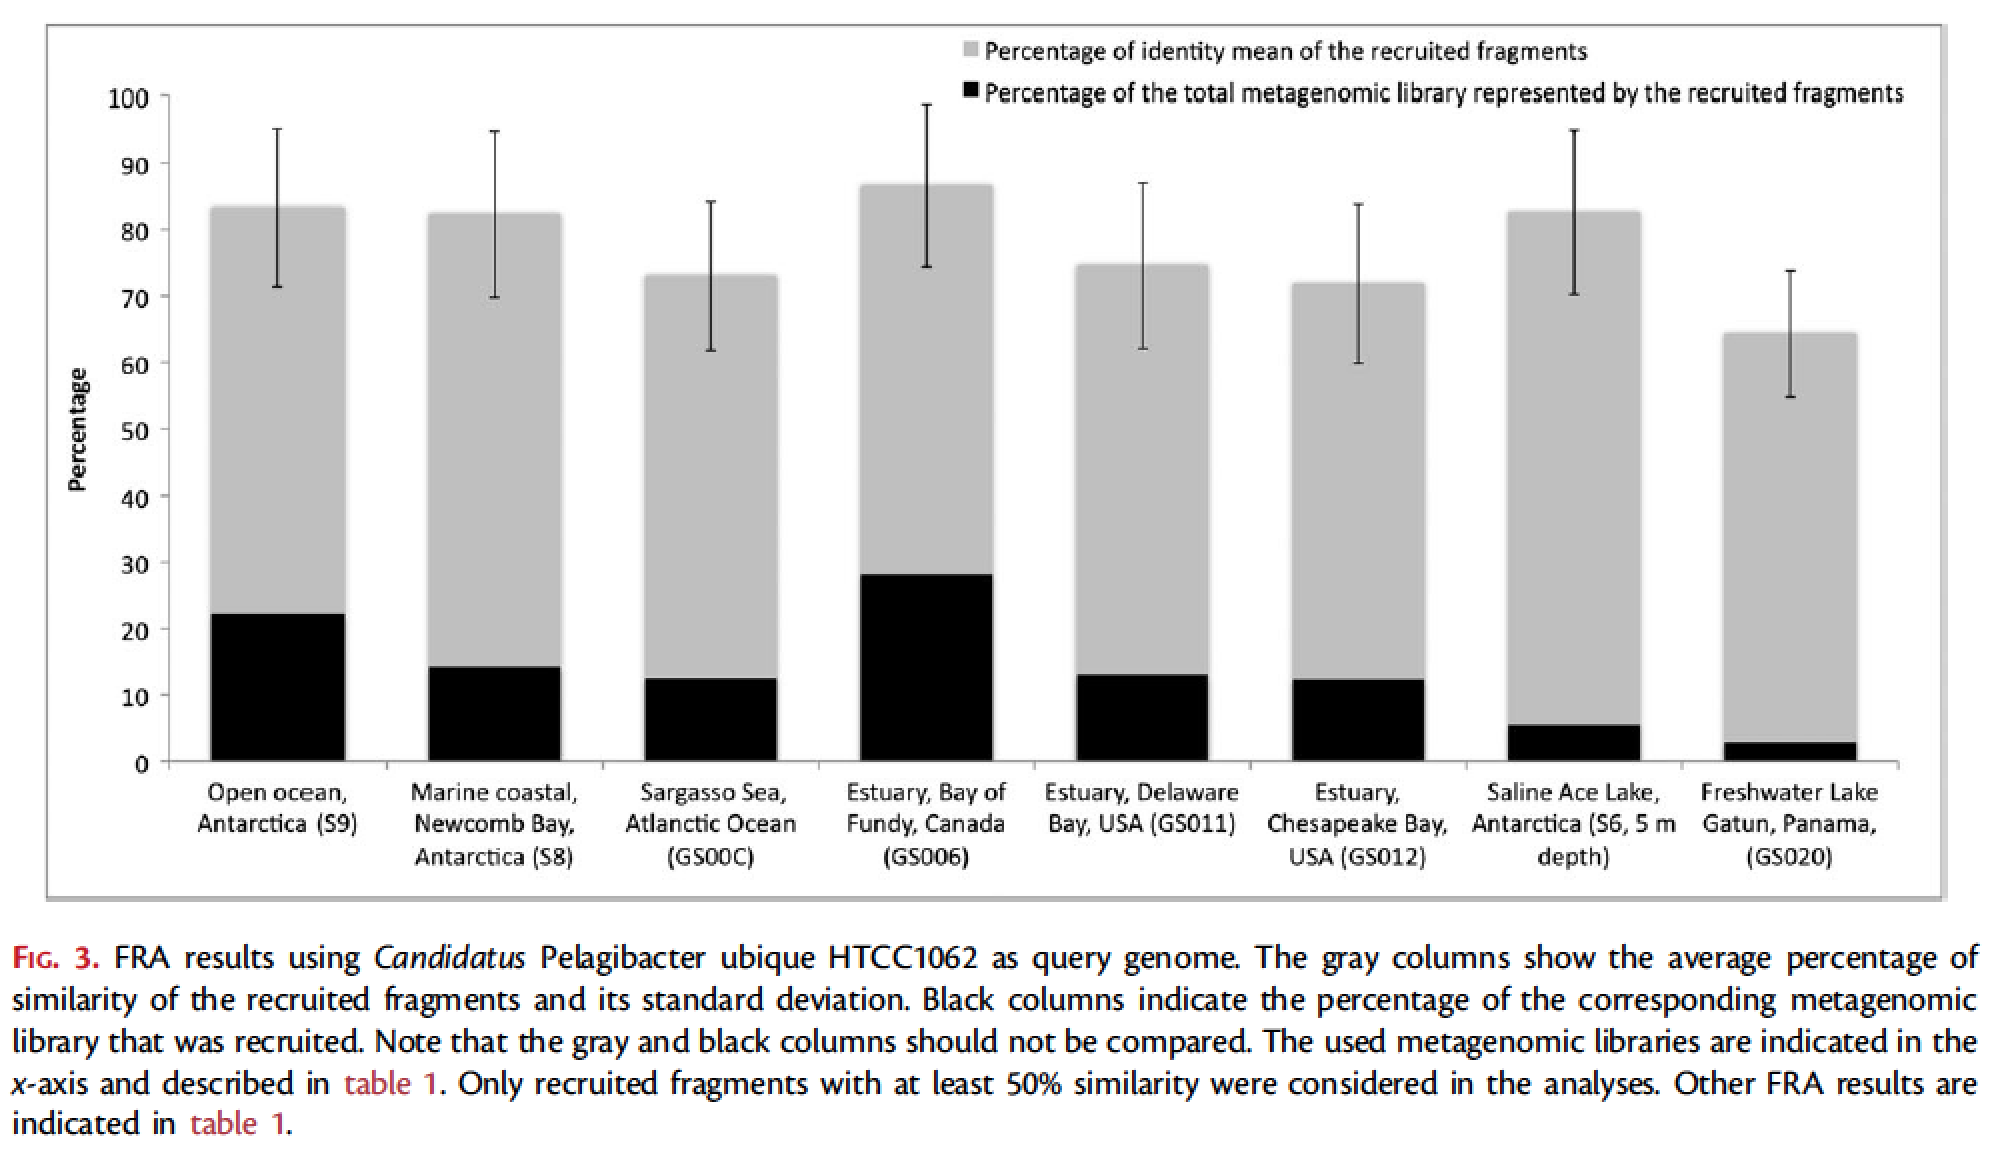 Percentage of identity mean of the recruited fragments
Percentage of the total metagenomic library represented by the recruited fragments
100
90
80
70
60
50
40
30
20
10
0
Percentage
Open ocean,
Antarctica (S9)
Marine coastal,
Newcomb Bay,
Antarctica (S8)
Sargasso Sea,
Atlanctic Ocean
(GS00C)
Estuary, Bay of
Fundy, Canada
(GS006)
Estuary, Delaware
Bay, USA (GS011)
Estuary,
Chesapeake Bay,
USA (GS012)
Saline Ace Lake,
Antarctica (S6, 5 m
depth)
Freshwater Lake
Gatun, Panama,
(GS020)
FIG. 3. FRA results using Candidatus Pelagibacter ubique HTCC1062 as query genome. The gray columns show the average percentage of
similarity of the recruited fragments and its standard deviation. Black columns indicate the percentage of the corresponding metagenomic
library that was recruited. Note that the gray and black columns should not be compared. The used metagenomic libraries are indicated in the
x-axis and described in table 1. Only recruited fragments with at least 50% similarity were considered in the analyses. Other FRA results are
indicated in table 1.